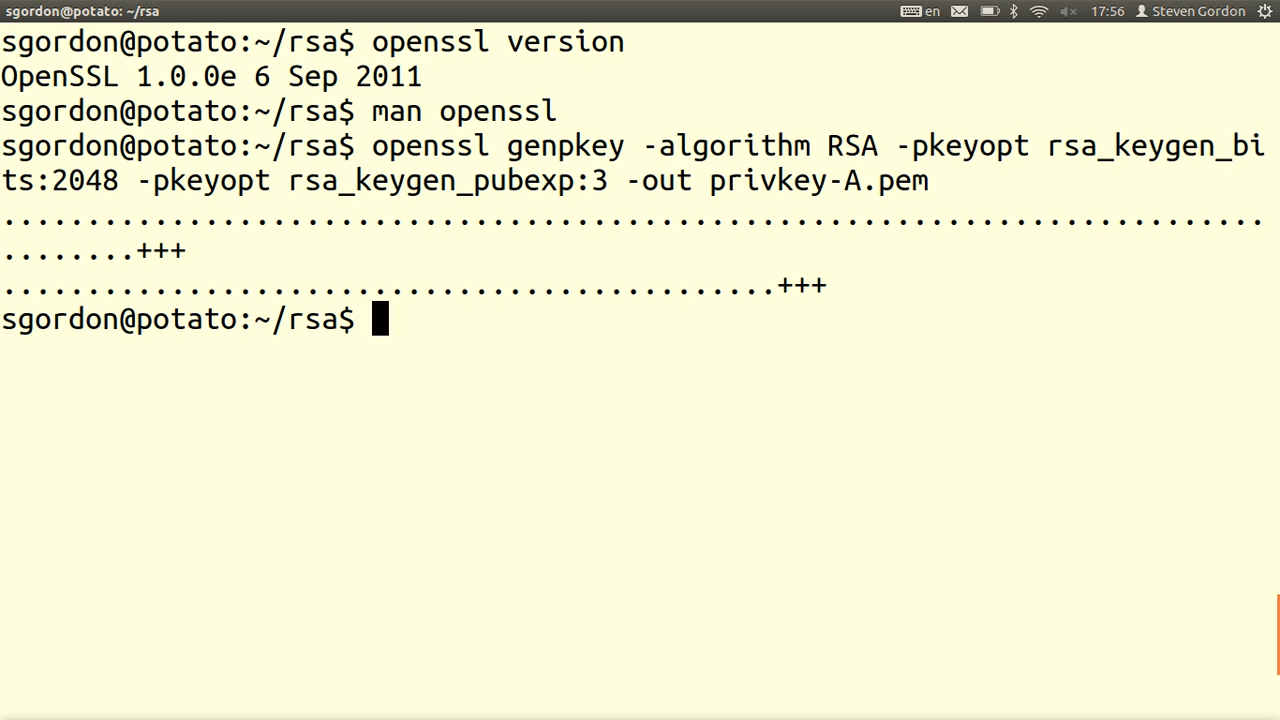 sgordon@potato: ~/rsa en 17:56 Steven Gordon
sgordon@potato:~/rsa$ openssl version
OpenSSL 1.0.0e 6 Sep 2011
sgordon@potato:~/rsa$ man openssl
sgordon@potato:~/rsa$ openssl genpkey -algorithm RSA -pkeyopt rsa_keygen_bi
ts:2048 -pkeyopt rsa_keygen_pubexp:3 -out privkey-A.pem
...........................................................................
........+++
..............................................+++
sgordon@potato:~/rsa$